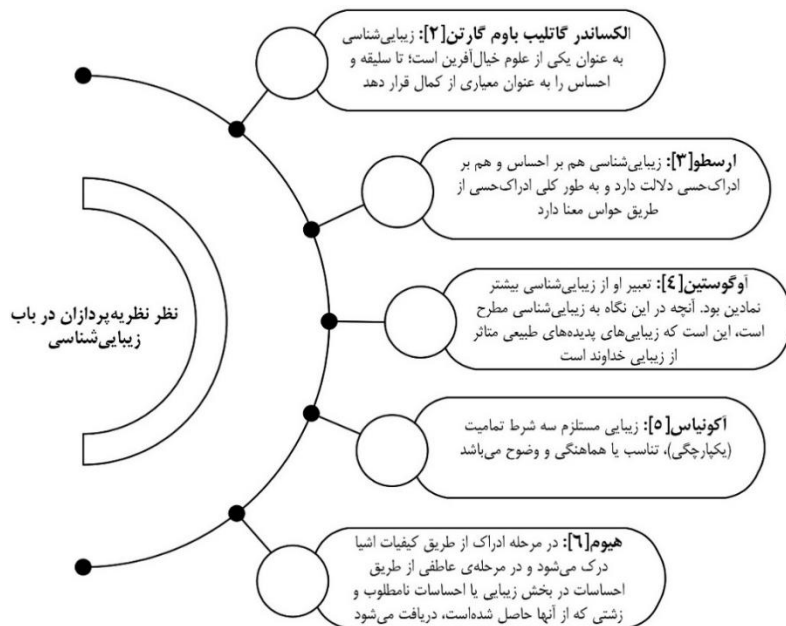 الکساندر گاتلیب باوم گارتن[۲]: زیبایی‌شناسی
به عنوان یکی از علوم خیال‌آفرین است؛ تا سلیقه و
احساس را به عنوان معیاری از کمال قرار دهد
ارسطو[۳]: زیبایی‌شناسی هم بر احساس و هم بر
ادراک‌حسی دلالت دارد و به طور کلی ادراک‌حسی از
طریق حواس معنا دارد
آوگوستین[۴]: تعبیر او از زیبایی‌شناسی بیشتر
نمادین بود. آنچه در این نگاه به زیبایی‌شناسی مطرح
است، این است که زیبایی‌های پدیده‌های طبیعی متاثر
از زیبایی خداوند است
آکونیاس[۵]: زیبایی مستلزم سه شرط تمامیت
(یکپارچگی)، تناسب یا هماهنگی و وضوح می‌باشد
هیوم[۶]: در مرحله ادراک از طریق کیفیات اشیا
درک می‌شود و در مرحله‌ی عاطفی از طریق
احساسات در بخش زیبایی یا احساسات نامطلوب و
زشتی که از آنها حاصل شده‌است، دریافت می‌شود
نظر نظریه‌پردازان در باب
زیبایی‌شناسی